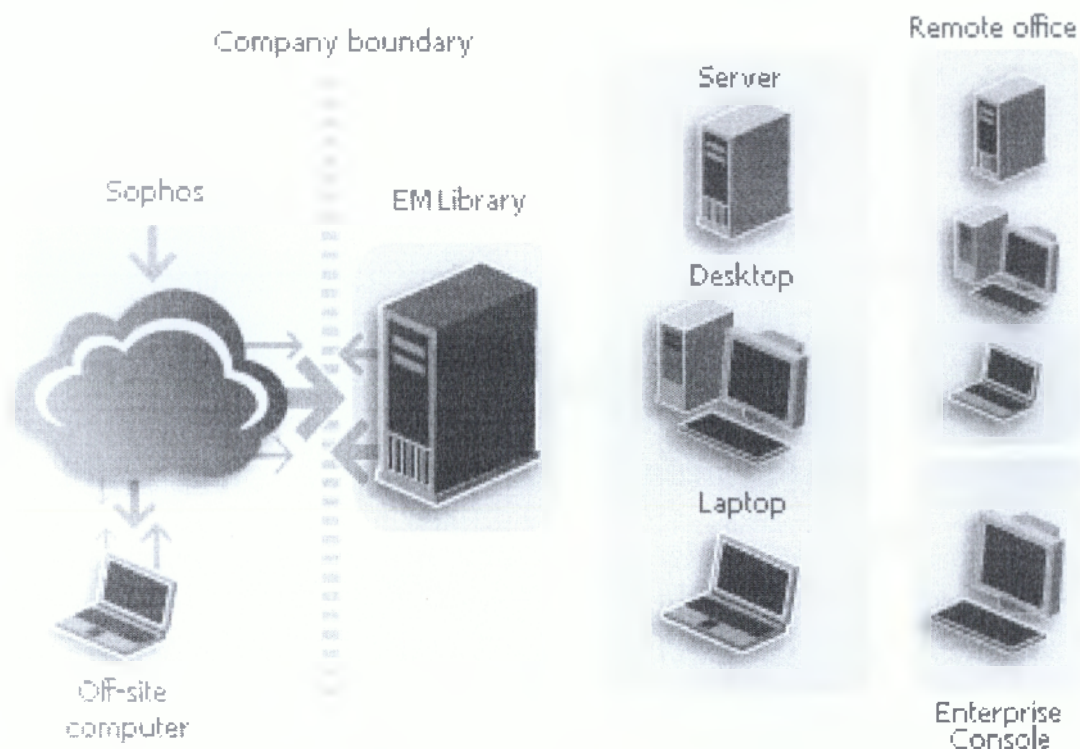 Company boundary
Remote office
Server
Sophos
EM Library
Desktop
Laptop
Off-site
computer
Enterprise
Console